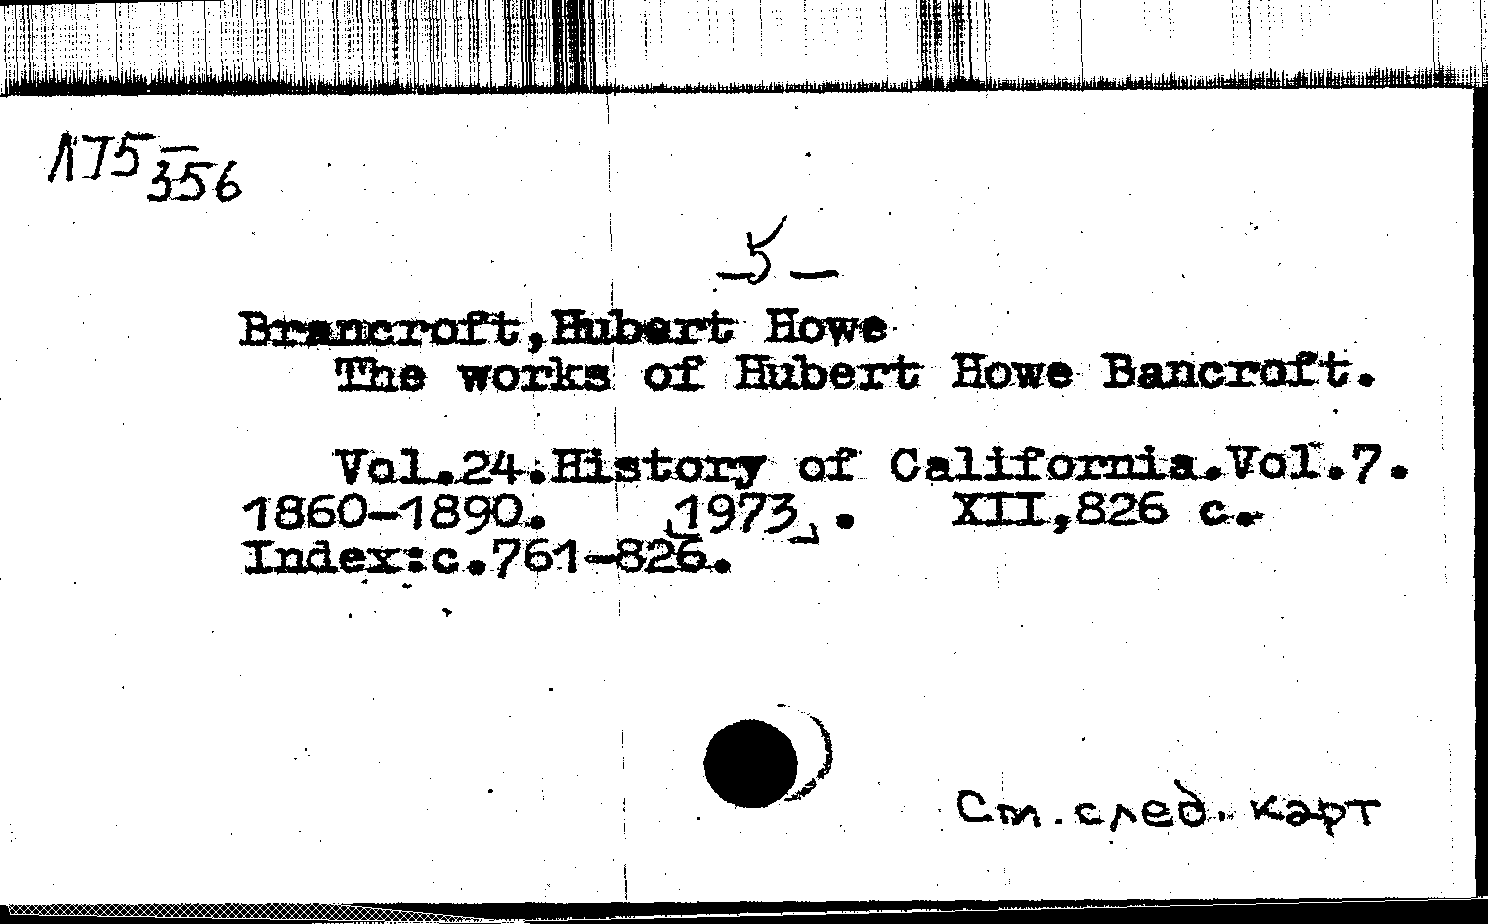 Л75
356
— 5 —
Brancroft,Hubert Howe
The works of Hubert Howe Bancroft.
Vol.24.History of California.Vol.7.
1860-1890. [1973]. XII,826 c.
Index:c.761-826.
См. след. карт